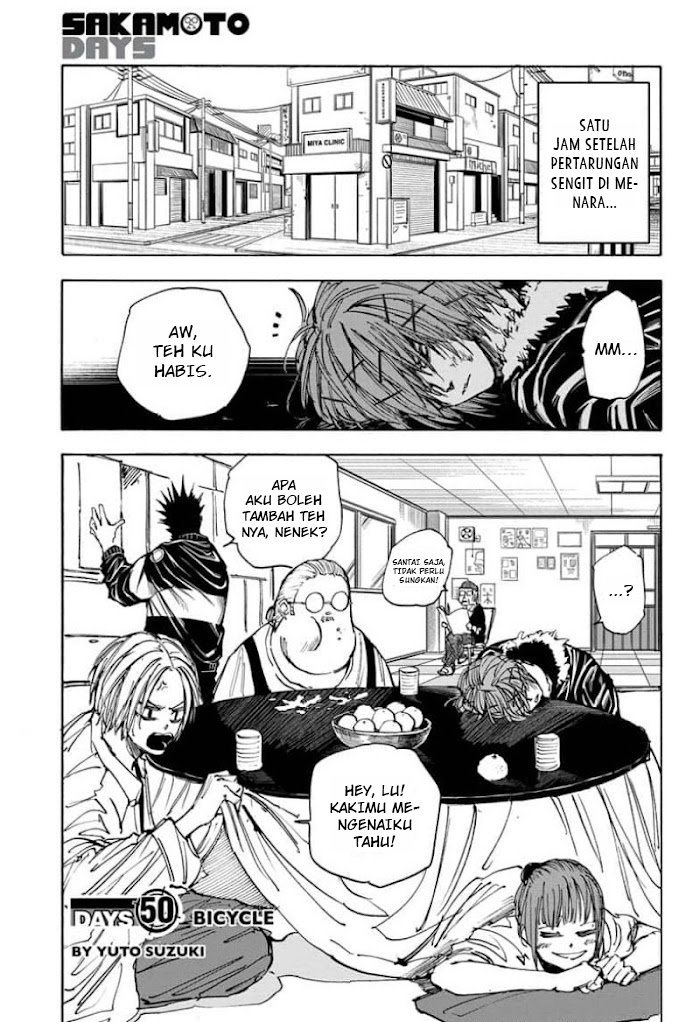 SAKAMOTO
DAYS
SATU
JAM SETELAH
PERTARUNGAN
SENGIT DI ME-
NARA...
MIYA CLINIC
MM...
AW,
TEH KU
HABIS.
APA
AKU BOLEH
TAMBAH TEH
NYA, NENEK?
SANTAI SAJA,
TIDAK PERLU
SUNGKAN!
...?
HEY, LU!
KAKIMU ME-
NGENAIKU
TAHU!
DAYS 50 BICYCLE
BY YUTO SUZUKI